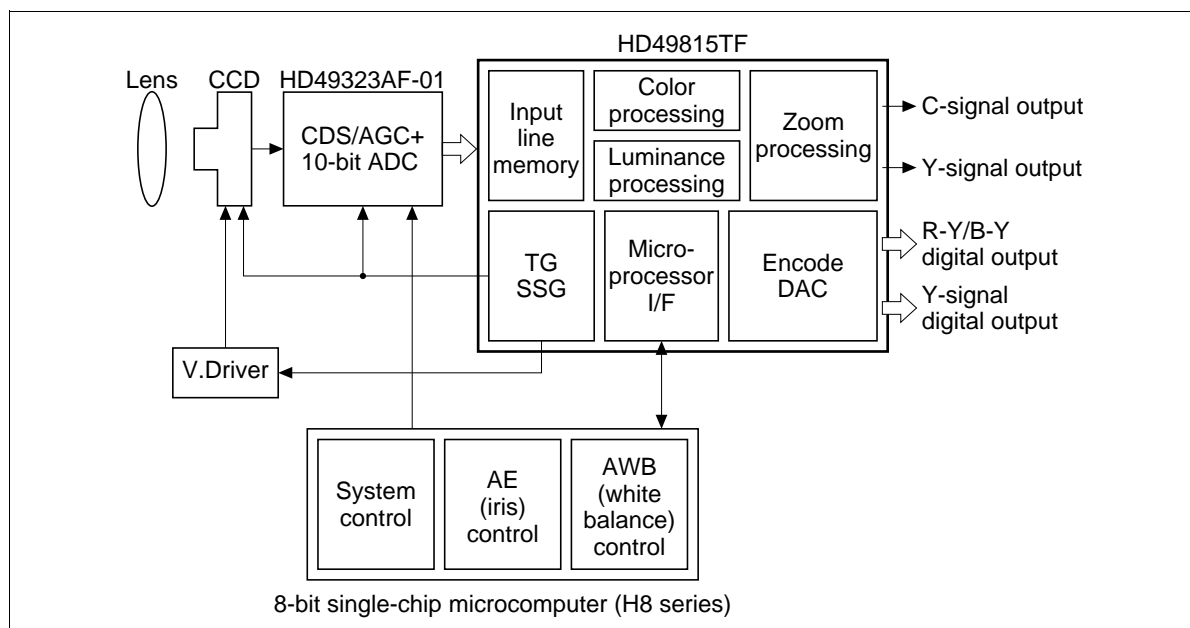 HD49815TF
Lens
CCD
HD49323AF-01
CDS/AGC+
10-bit ADC
Input
line
memory
Color
processing
Luminance
processing
Zoom
processing
C-signal output
Y-signal output
TG
SSG
Micro-
processor
I/F
Encode
DAC
R-Y/B-Y
digital output
Y-signal
digital output
V.Driver
System
control
AE
(iris)
control
AWB
(white
balance)
control
8-bit single-chip microcomputer (H8 series)